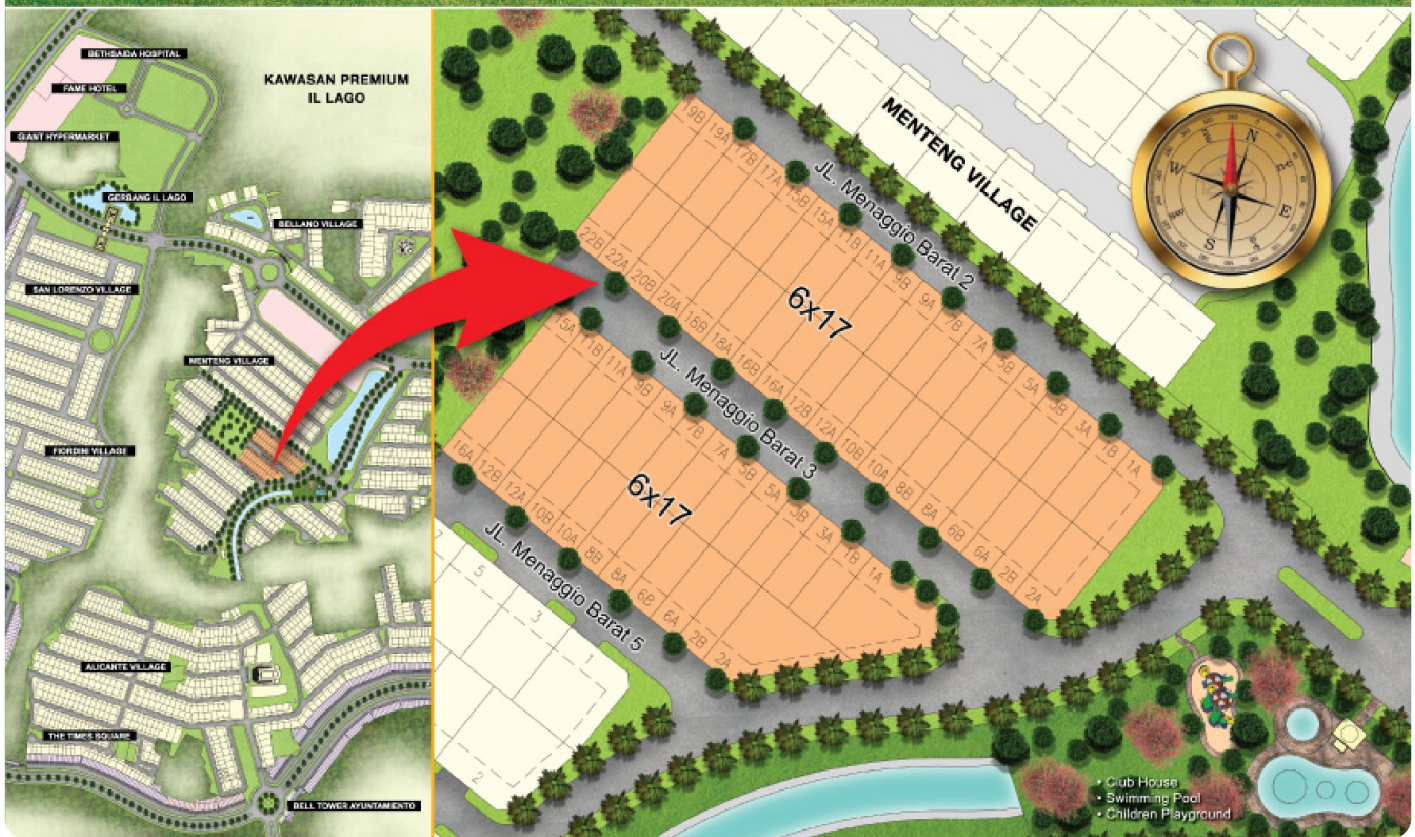 BETHSAIDA HOSPITAL
FAME HOTEL
GIANT HYPERMARKET
KAWASAN PREMIUM
IL LAGO
GERBANG IL LAGO
BELLANO VILLAGE
SAN LORENZO VILLAGE
MENTENG VILLAGE
FIORDINI VILLAGE
ALICANTE VILLAGE
THE TIMES SQUARE
BELL TOWER AYUNTAMIENTO
MENTENG VILLAGE
N
E
S
W
JL. Menaggio Barat 2
19B 19A 17B 17A 15B 15A 11B 11A 9B 9A 7B 7A 5B 5A 3B 3A 1B 1A
6x17
22B 22A 20B 20A 18B 18A 16B 16A 12B 12A 10B 10A 8B 8A 6B 6A 2B 2A
JL. Menaggio Barat 3
15A 11B 11A 9B 9A 7B 7A 5B 5A 3B 3A 1B 1A
6x17
16A 12B 12A 10B 10A 8B 8A 6B 6A 2B 2A
JL. Menaggio Barat 5
7
5
3
1
2
• Club House
• Swimming Pool
• Children Playground